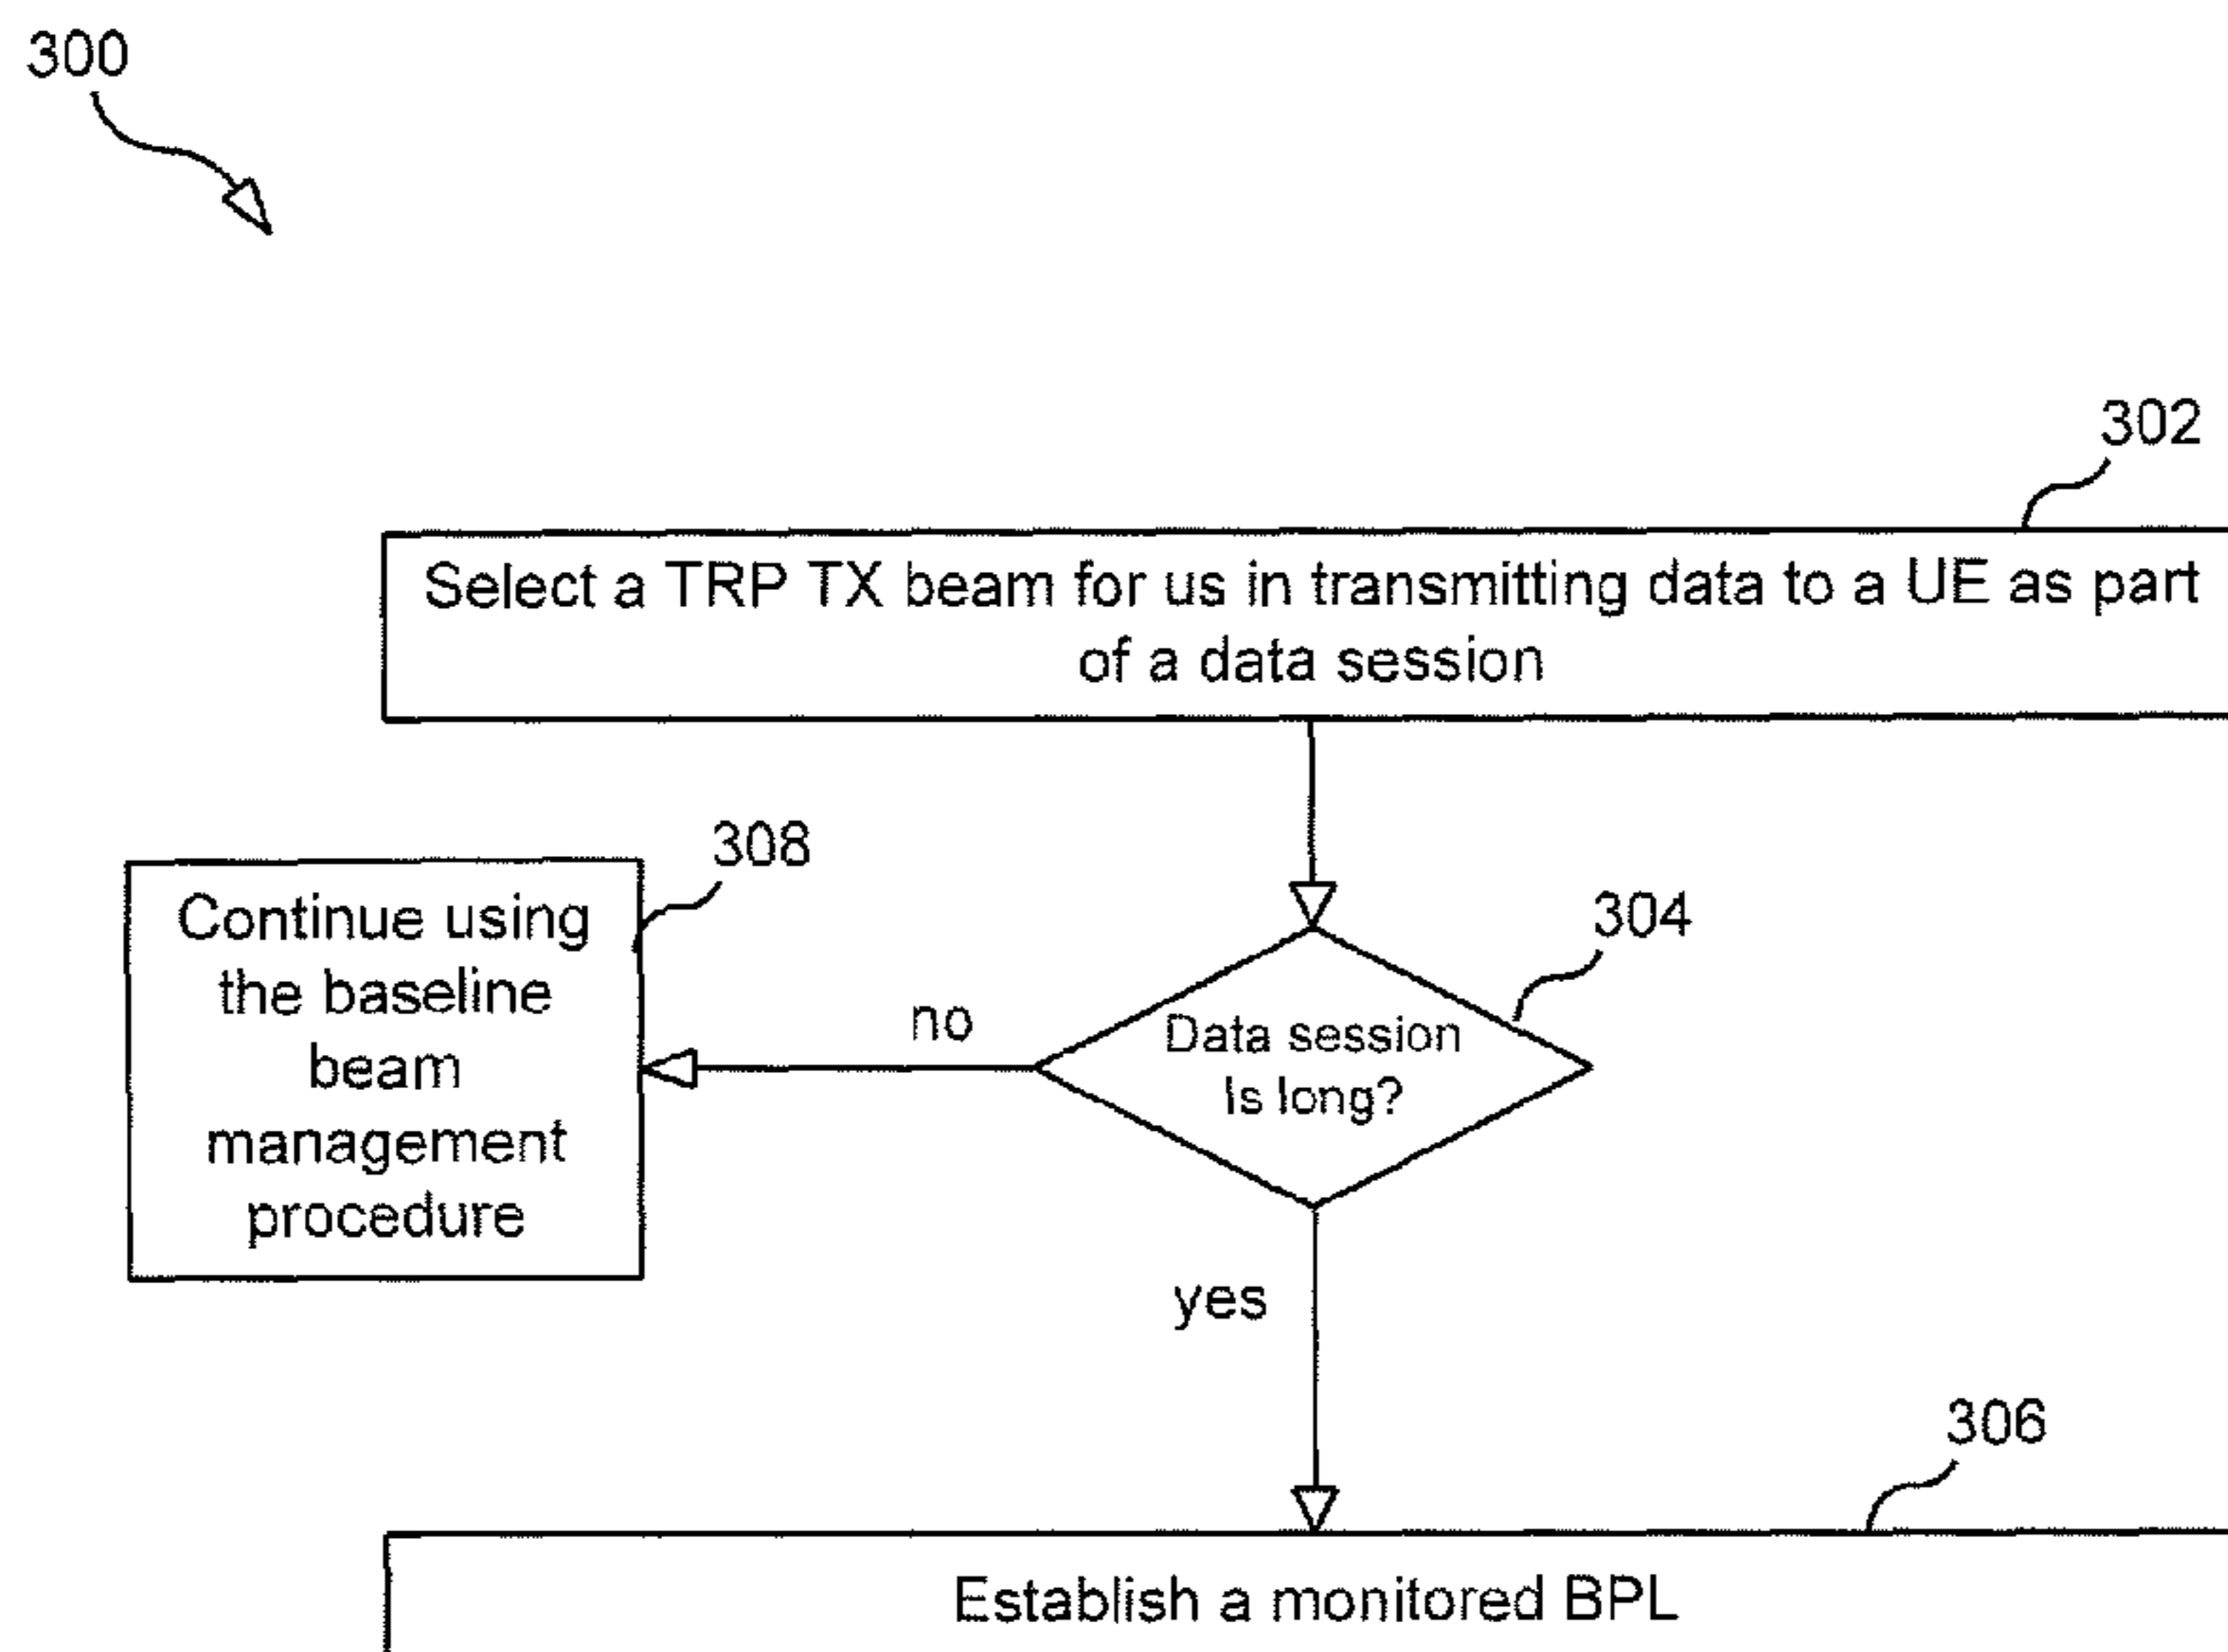 300
302
Select a TRP TX beam for us in transmitting data to a UE as part
of a data session
308
Continue using
the baseline
beam
management
procedure
304
no
Data session
Is long?
yes
306
Establish a monitored BPL